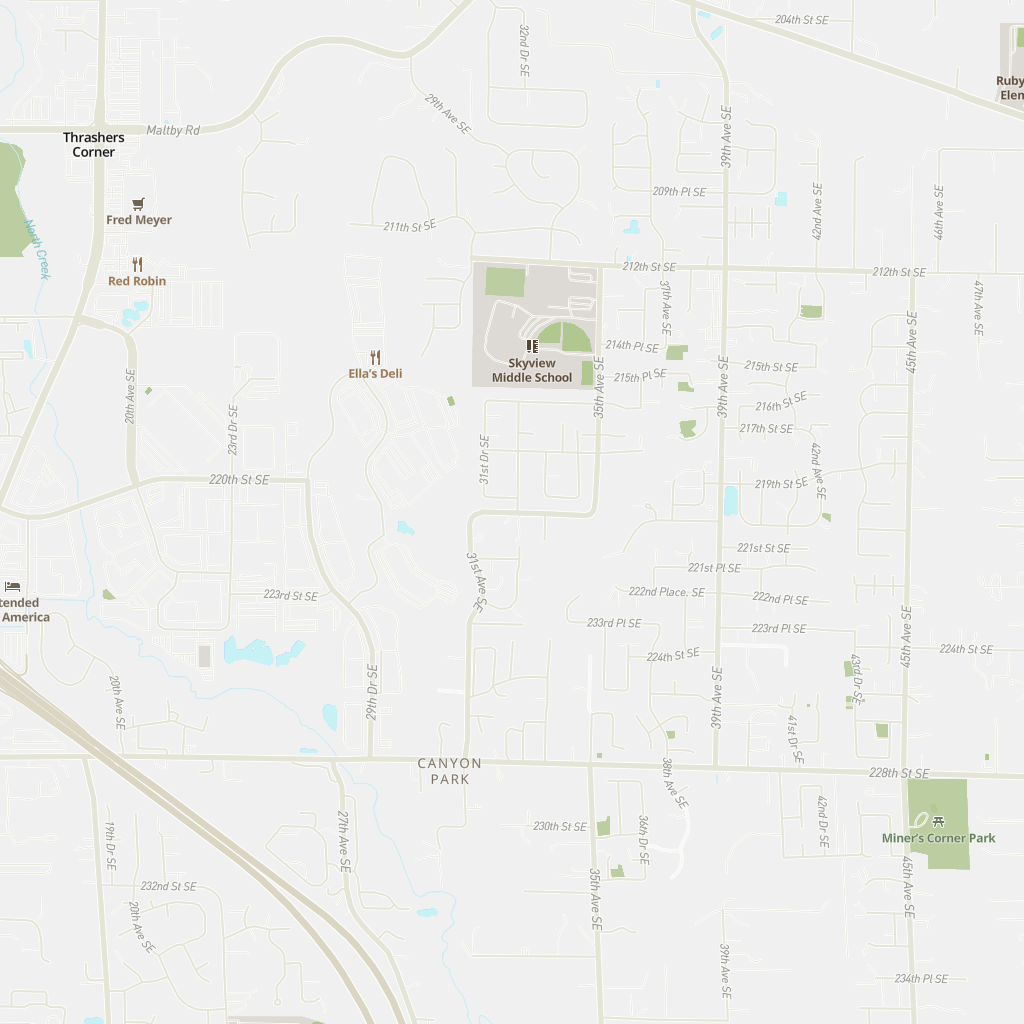 204th St SE
32nd Dr SE
Ruby
Elem
29th Ave SE
Maltby Rd
Thrashers
Corner
39th Ave SE
209th Pl SE
42nd Ave SE
46th Ave SE
Fred Meyer
211th St SE
North Creek
Red Robin
212th St SE
212th St SE
37th Ave SE
47th Ave SE
45th Ave SE
214th Pl SE
Skyview
Middle School
Ella's Deli
215th Pl SE
215th St SE
20th Ave SE
35th Ave SE
39th Ave SE
216th St SE
23rd Dr SE
217th St SE
31st Dr SE
42nd Ave SE
220th St SE
219th St SE
221st St SE
31st Ave SE
221st Pl SE
tended
America
223rd St SE
222nd Place. SE
222nd Pl SE
233rd Pl SE
223rd Pl SE
45th Ave SE
224th St SE
224th St SE
43rd Dr SE
20th Ave SE
29th Dr SE
39th Ave SE
41st Dr SE
CANYON
PARK
228th St SE
38th Ave SE
42nd Dr SE
27th Ave SE
19th Dr SE
230th St SE
36th Dr SE
Miner's Corner Park
232nd St SE
35th Ave SE
45th Ave SE
20th Ave SE
39th Ave SE
234th Pl SE